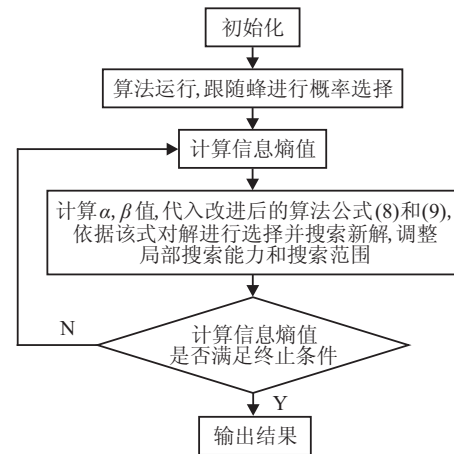 初始化
算法运行,跟随蜂进行概率选择
计算信息熵值
计算α,β值,代入改进后的算法公式(8)和(9),
依据该式对解进行选择并搜索新解,调整
局部搜索能力和搜索范围
N
计算信息熵值
是否满足终止条件
Y
输出结果